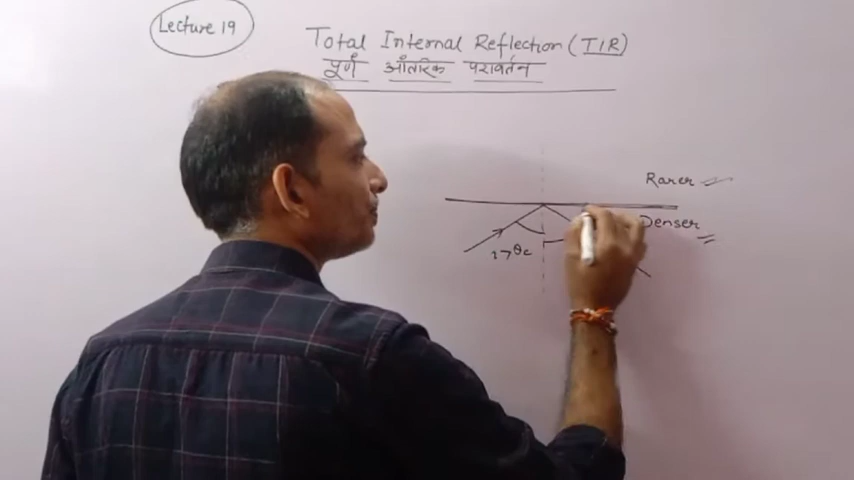 Lecture 19
Total Internal Reflection (TIR)
पूर्ण आंतरिक परावर्तन
Rarer
Denser
i>θc